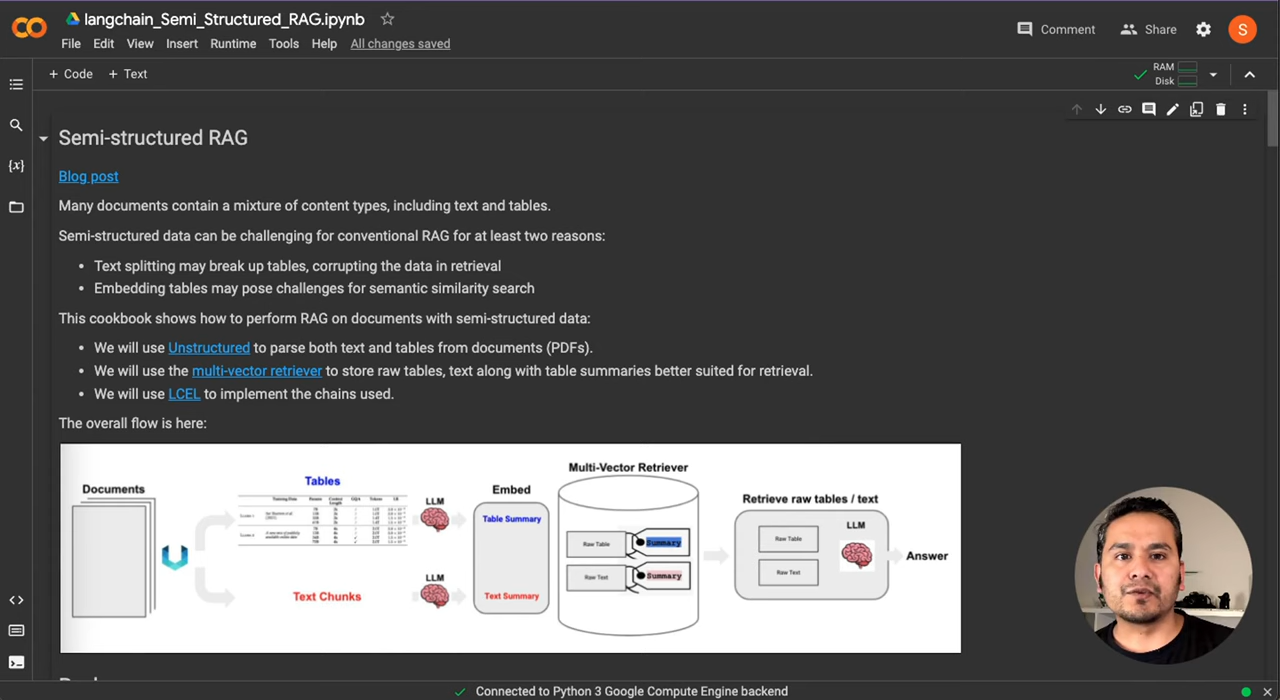 langchain_Semi_Structured_RAG.ipynb
Comment
Share
S
File Edit View Insert Runtime Tools Help All changes saved
+ Code + Text
RAM
Disk
Semi-structured RAG
{x}
Blog post
Many documents contain a mixture of content types, including text and tables.
Semi-structured data can be challenging for conventional RAG for at least two reasons:
• Text splitting may break up tables, corrupting the data in retrieval
• Embedding tables may pose challenges for semantic similarity search
This cookbook shows how to perform RAG on documents with semi-structured data:
• We will use Unstructured to parse both text and tables from documents (PDFs).
• We will use the multi-vector retriever to store raw tables, text along with table summaries better suited for retrieval.
• We will use LCEL to implement the chains used.
The overall flow is here:
Documents
Tables
LLM
Embed
Table Summary
Text Summary
Text Chunks
LLM
Multi-Vector Retriever
Raw Table
Summary
Raw Text
Summary
Retrieve raw tables / text
Raw Table
Raw Text
LLM
Answer
Connected to Python 3 Google Compute Engine backend